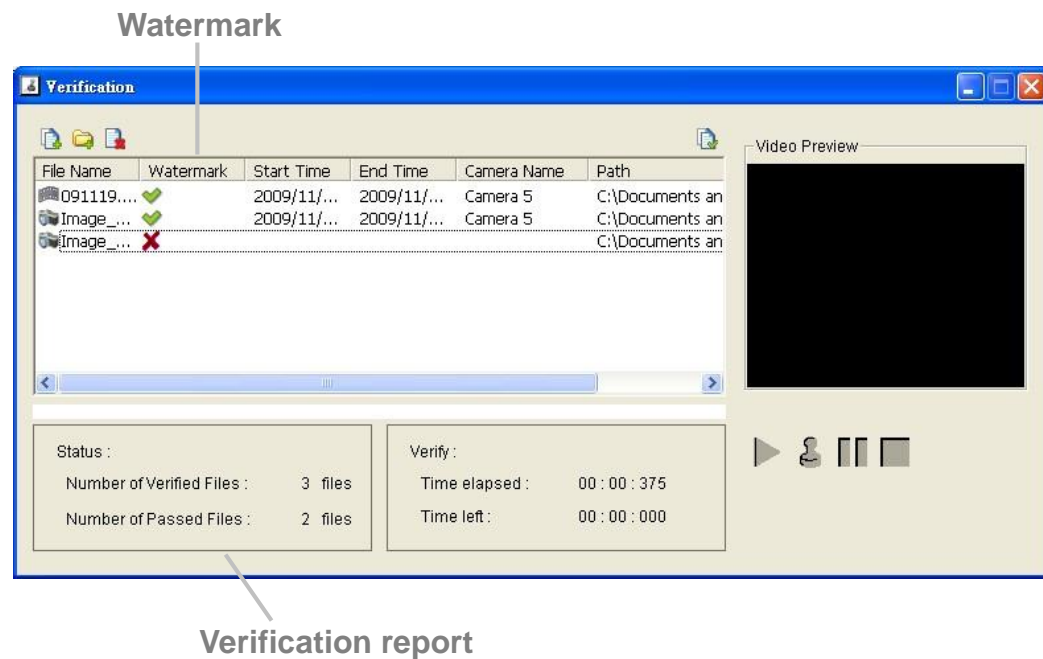 Watermark
Verification
Video Preview
File Name Watermark Start Time End Time Camera Name Path
091119.... 2009/11/... 2009/11/... Camera 5 C:\Documents an
Image_... 2009/11/... 2009/11/... Camera 5 C:\Documents an
Image_... C:\Documents an
Status :
Number of Verified Files : 3 files
Number of Passed Files : 2 files
Verify :
Time elapsed : 00 : 00 : 375
Time left : 00 : 00 : 000
Verification report